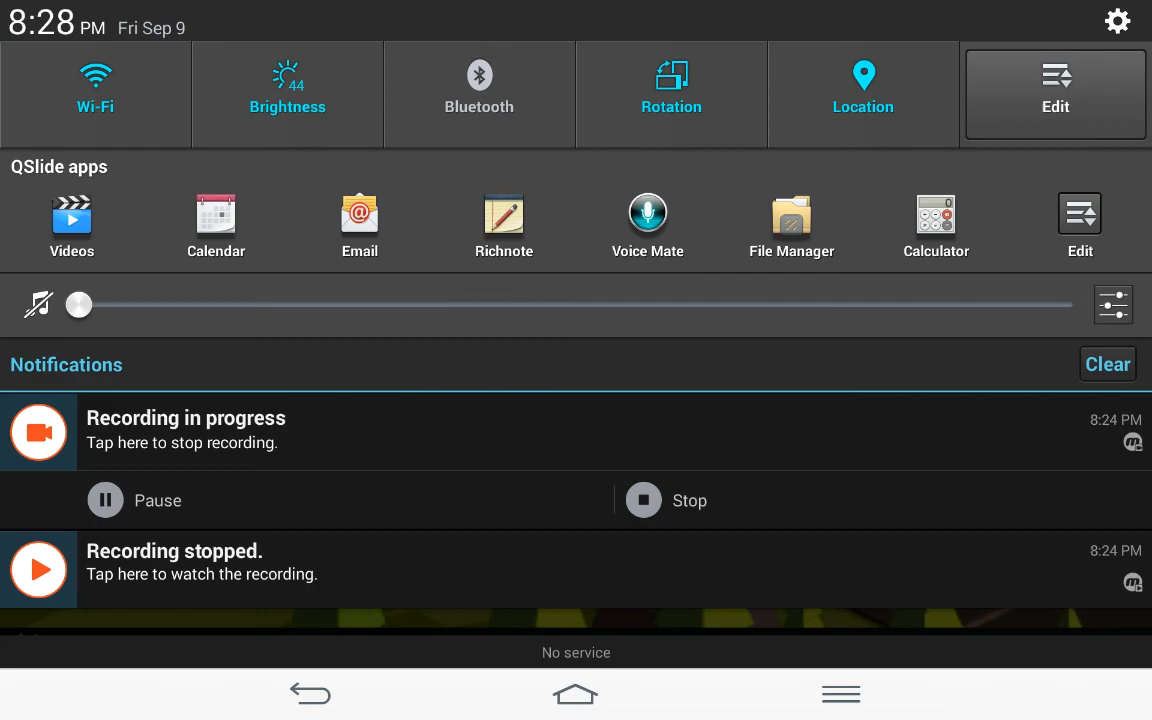 8:28 PM Fri Sep 9
Wi-Fi
44
Brightness
Bluetooth
Rotation
Location
Edit
QSlide apps
Videos
Calendar
Email
Richnote
Voice Mate
0
File Manager
Calculator
Edit
Notifications
Clear
Recording in progress
8:24 PM
Tap here to stop recording.
Pause
Stop
Recording stopped.
8:24 PM
Tap here to watch the recording.
No service